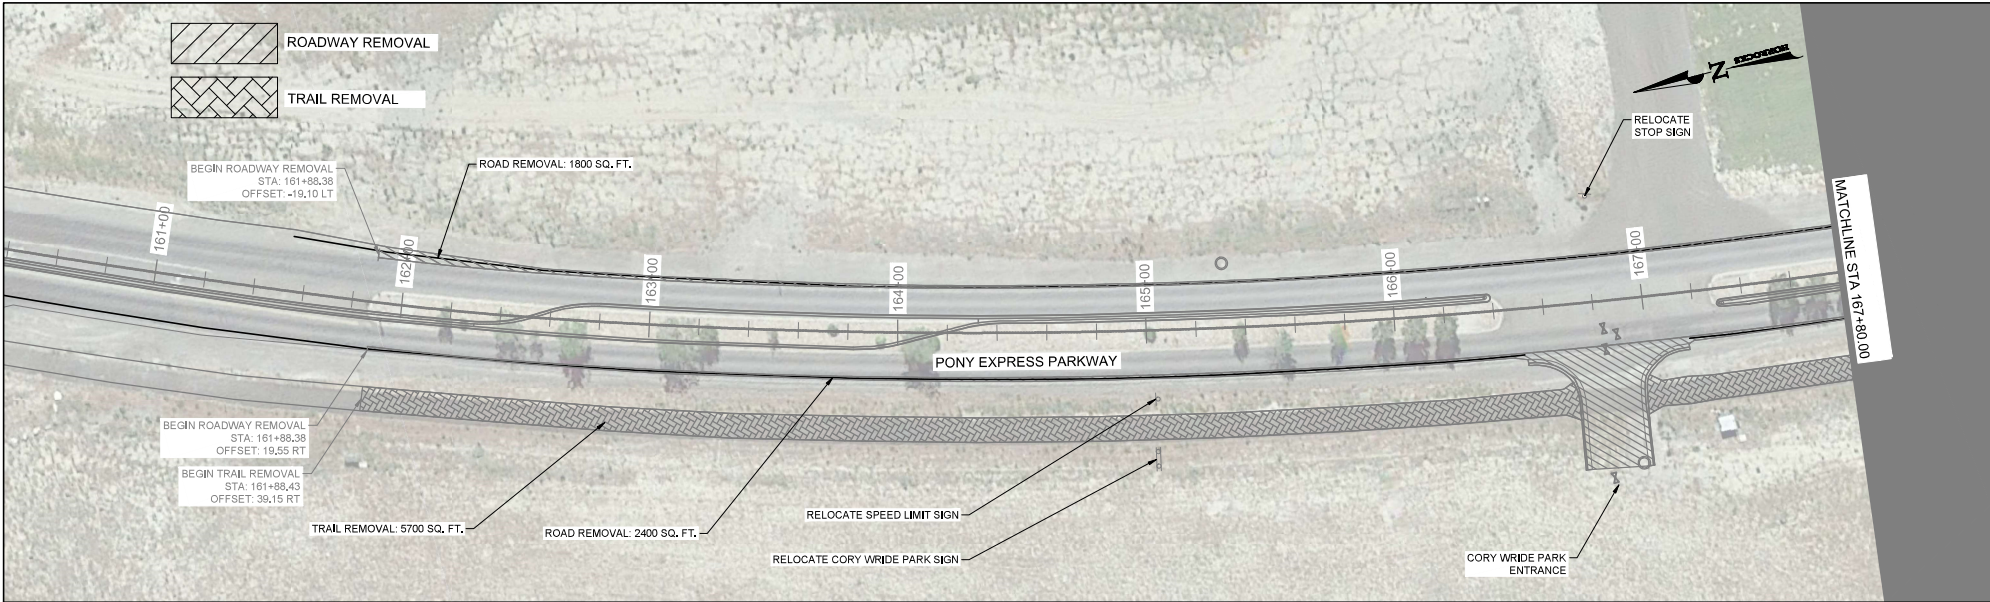 ROADWAY REMOVAL
TRAIL REMOVAL
HORROCKS
Z
RELOCATE
STOP SIGN
BEGIN ROADWAY REMOVAL
STA: 161+88.38
OFFSET: -19.10 LT
ROAD REMOVAL: 1800 SQ. FT.
161+00
162+00
163+00
164+00
165+00
166+00
167+00
MATCHLINE STA 167+80.00
PONY EXPRESS PARKWAY
BEGIN ROADWAY REMOVAL
STA: 161+88.38
OFFSET: 19.55 RT
BEGIN TRAIL REMOVAL
STA: 161+88.43
OFFSET: 39.15 RT
TRAIL REMOVAL: 5700 SQ. FT.
ROAD REMOVAL: 2400 SQ. FT.
RELOCATE SPEED LIMIT SIGN
RELOCATE CORY WRIDE PARK SIGN
CORY WRIDE PARK
ENTRANCE